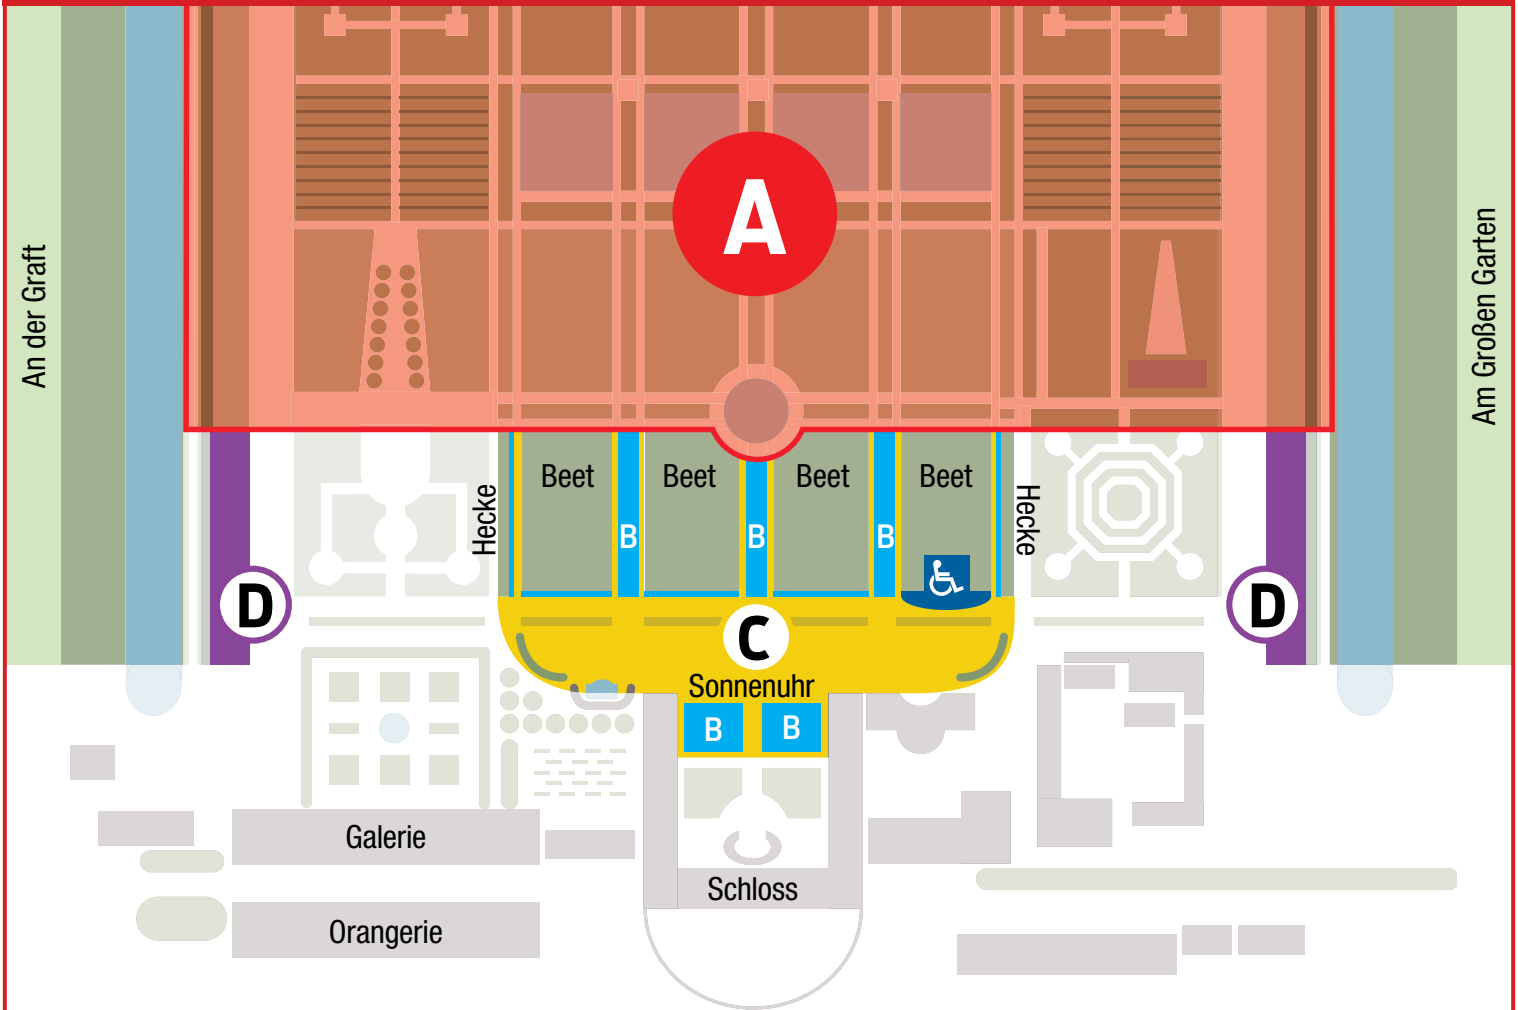 A
An der Graft
Am Großen Garten
Beet
Beet
Beet
Beet
Hecke
Hecke
B
B
B
D
D
C
Sonnenuhr
B
B
Galerie
Schloss
Orangerie